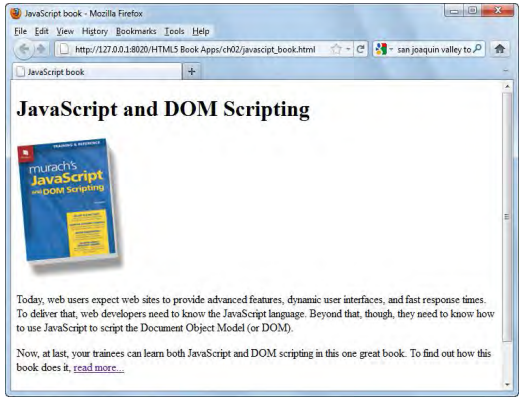 JavaScript book - Mozilla Firefox
File Edit View History Bookmarks Tools Help
http://127.0.0.1:8020/HTML5 Book Apps/ch02/javascipt_book.html
san joaquin valley to
JavaScript book
JavaScript and DOM Scripting
TRAINING & REFERENCE
murach's
JavaScript
and DOM Scripting
Today, web users expect web sites to provide advanced features, dynamic user interfaces, and fast response times.
To deliver that, web developers need to know the JavaScript language. Beyond that, though, they need to know how
to use JavaScript to script the Document Object Model (or DOM).
Now, at last, your trainees can learn both JavaScript and DOM scripting in this one great book. To find out how this
book does it, read more...